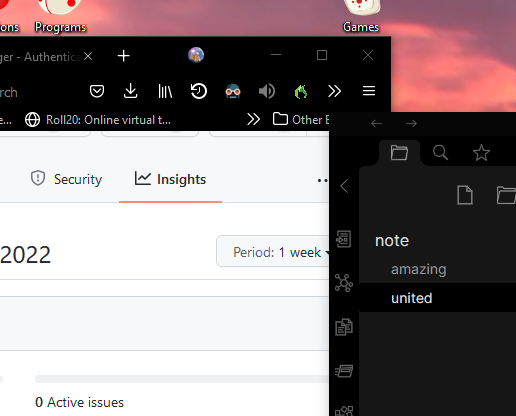 ons
Programs
Games
ger - Authentica
rch
e...
Roll20: Online virtual t...
Other B
Security
Insights
2022
Period: 1 week
0 Active issues
note
amazing
united